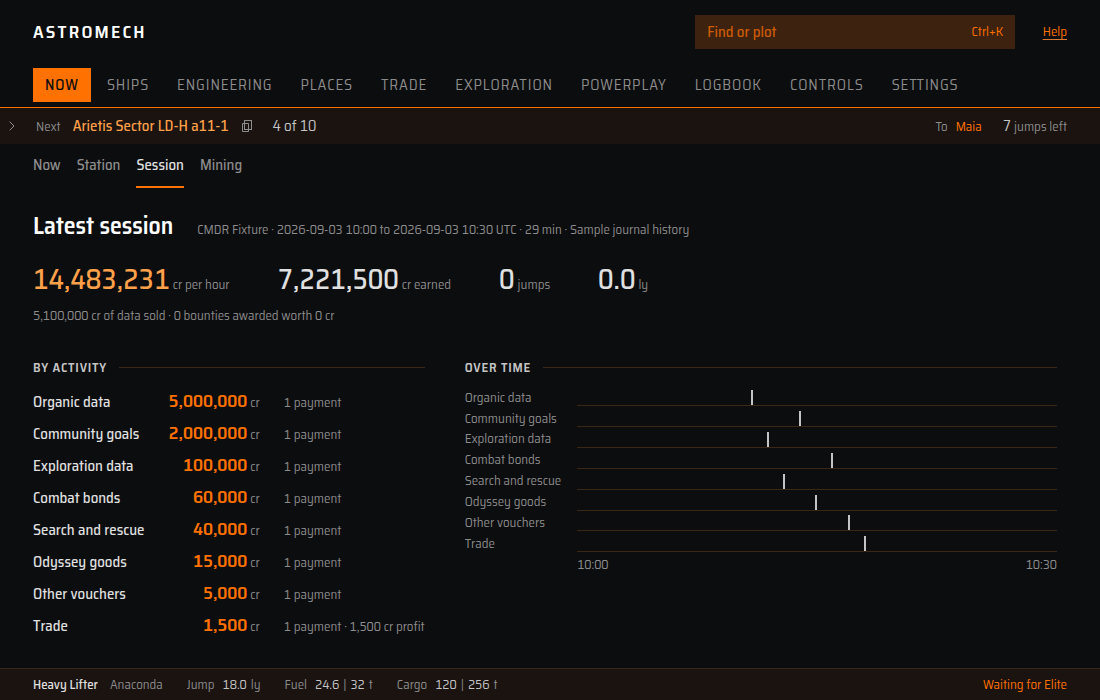 ASTROMECH
Find or plot Ctrl+K
Help
NOW SHIPS ENGINEERING PLACES TRADE EXPLORATION POWERPLAY LOGBOOK CONTROLS SETTINGS
Next Arietis Sector LD-H a11-1 4 of 10 To Maia 7 jumps left
Now Station Session Mining
Latest session CMDR Fixture · 2026-09-03 10:00 to 2026-09-03 10:30 UTC · 29 min · Sample journal history
14,483,231 cr per hour 7,221,500 cr earned 0 jumps 0.0 ly
5,100,000 cr of data sold · 0 bounties awarded worth 0 cr
BY ACTIVITY
Organic data 5,000,000 cr 1 payment
Community goals 2,000,000 cr 1 payment
Exploration data 100,000 cr 1 payment
Combat bonds 60,000 cr 1 payment
Search and rescue 40,000 cr 1 payment
Odyssey goods 15,000 cr 1 payment
Other vouchers 5,000 cr 1 payment
Trade 1,500 cr 1 payment · 1,500 cr profit
OVER TIME
Organic data
Community goals
Exploration data
Combat bonds
Search and rescue
Odyssey goods
Other vouchers
Trade
10:00 10:30
Heavy Lifter Anaconda Jump 18.0 ly Fuel 24.6 | 32 t Cargo 120 | 256 t Waiting for Elite